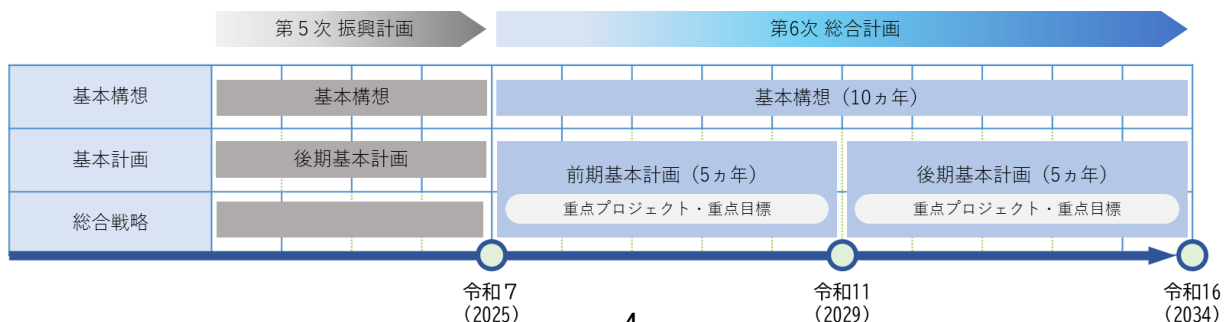 第５次 振興計画
第6次 総合計画
基本構想
基本構想
基本構想（10ヵ年）
基本計画
後期基本計画
前期基本計画（5ヵ年）
後期基本計画（5ヵ年）
重点プロジェクト・重点目標
重点プロジェクト・重点目標
総合戦略
令和７
(2025)
令和11
(2029)
令和16
(2034)
4